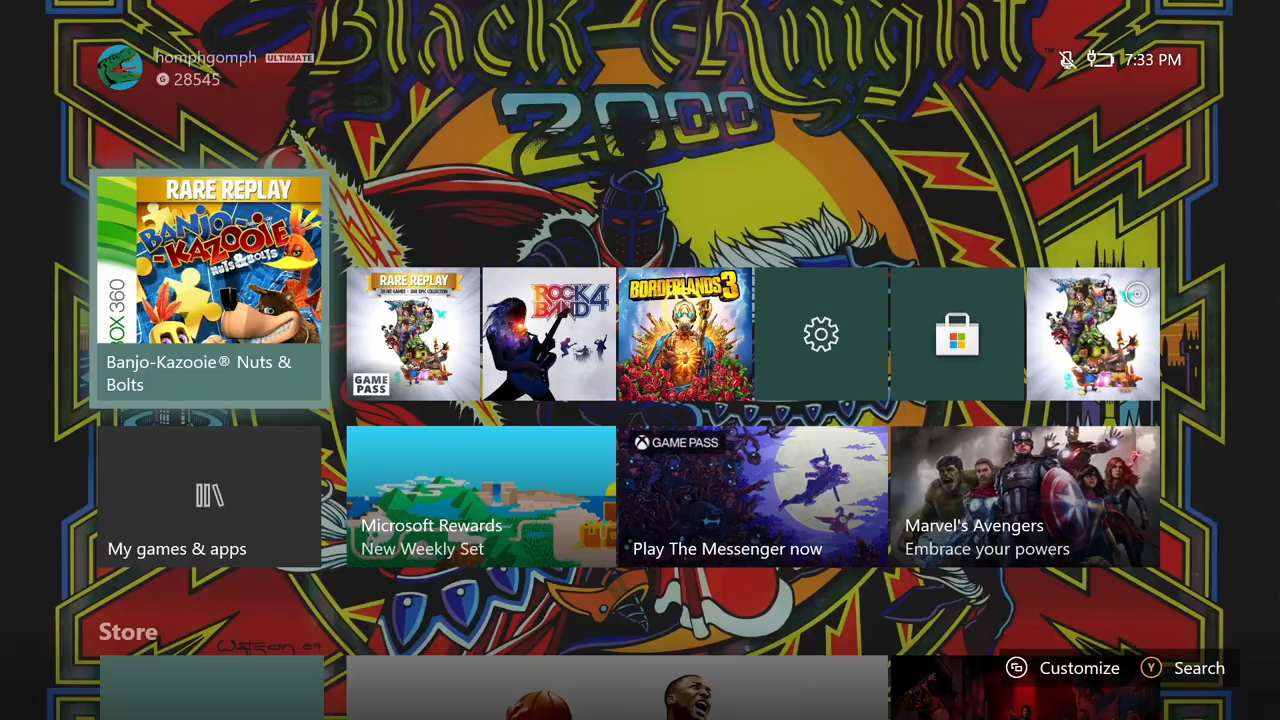 Black Knight
2000
homphgomph ULTIMATE
G 28545
7:33 PM
RARE REPLAY
BANJO
-KAZOOIE
NUTS & BOLTS
XBOX 360
Banjo-Kazooie® Nuts &
Bolts
RARE REPLAY
GAME
PASS
ROCK
BAND 4
BORDERLANDS 3
My games & apps
Microsoft Rewards
New Weekly Set
GAME PASS
Play The Messenger now
Marvel's Avengers
Embrace your powers
Store
Watson 89
Customize
Y Search